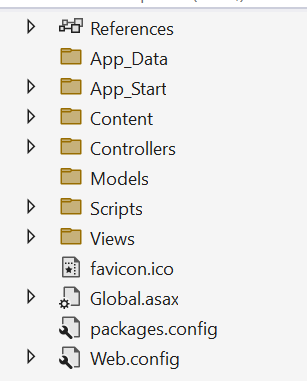 References
App_Data
App_Start
Content
Controllers
Models
Scripts
Views
favicon.ico
Global.asax
packages.config
Web.config